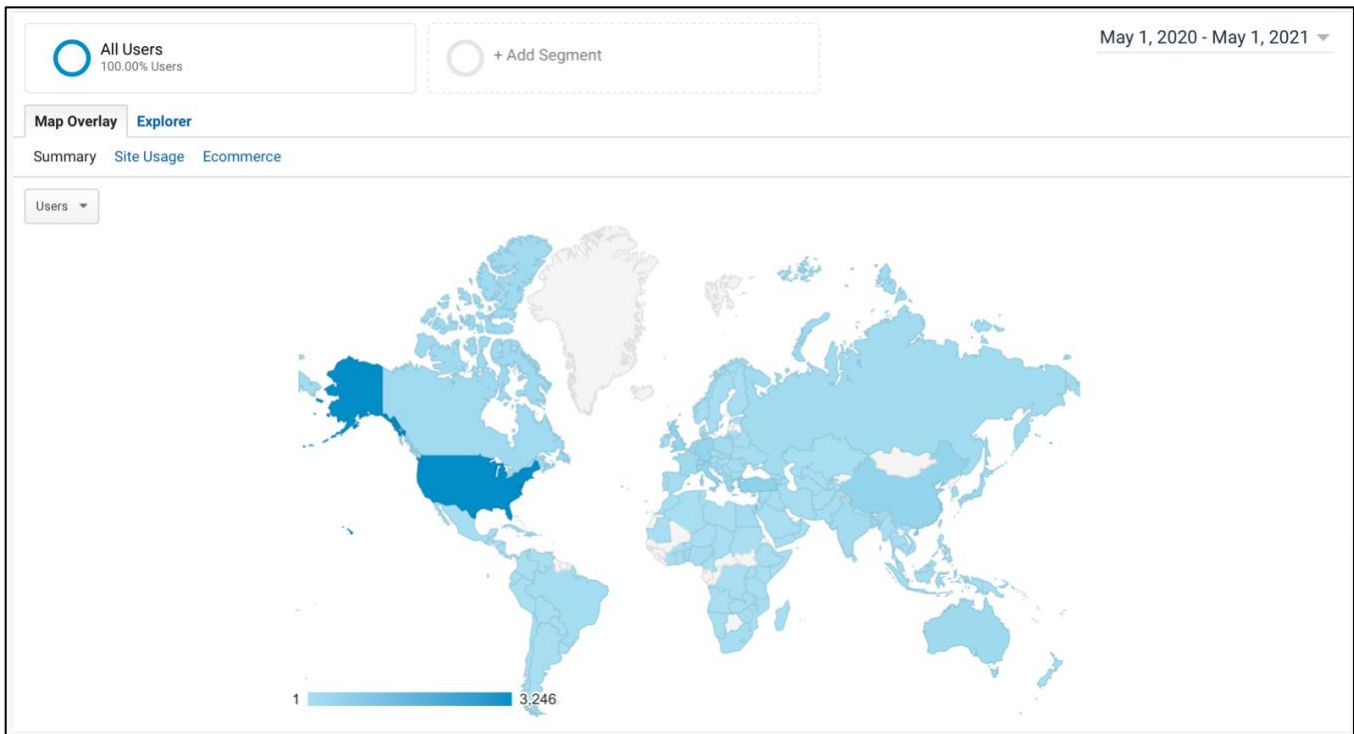 All Users
100.00% Users
+ Add Segment
May 1, 2020 - May 1, 2021
Map Overlay Explorer
Summary Site Usage Ecommerce
Users
1 3,246